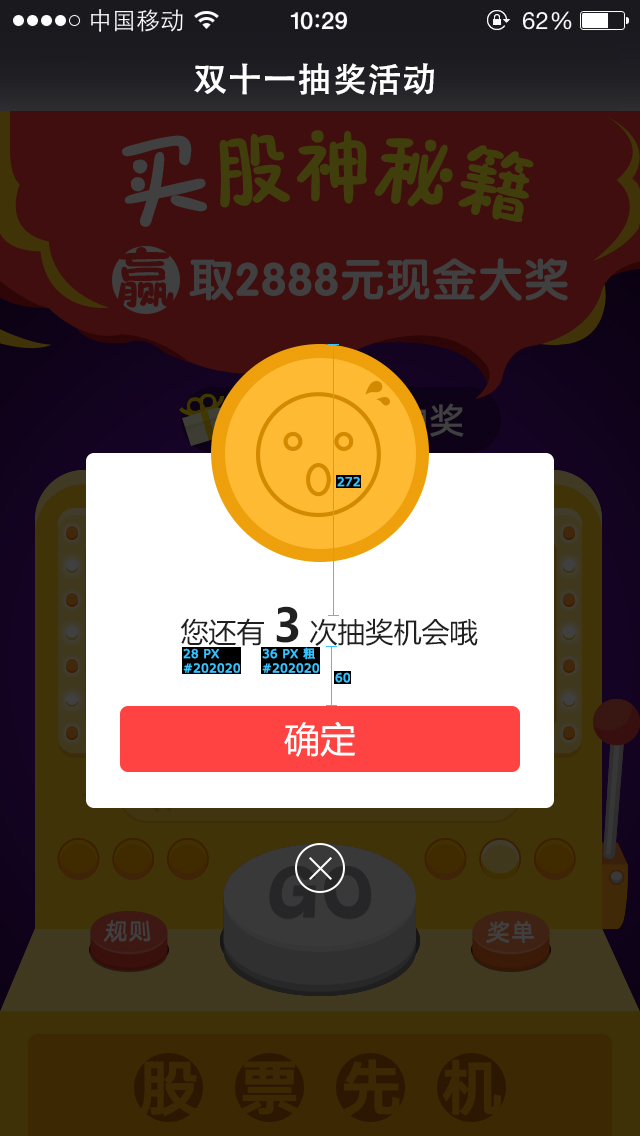 中国移动 10:29 62%
双十一抽奖活动
买股神秘籍
赢取2888元现金大奖
奖
272
您还有 3 次抽奖机会哦
28 PX
#202020
36 PX 粗
#202020
60
确定
GO
规则
奖单
股票先机